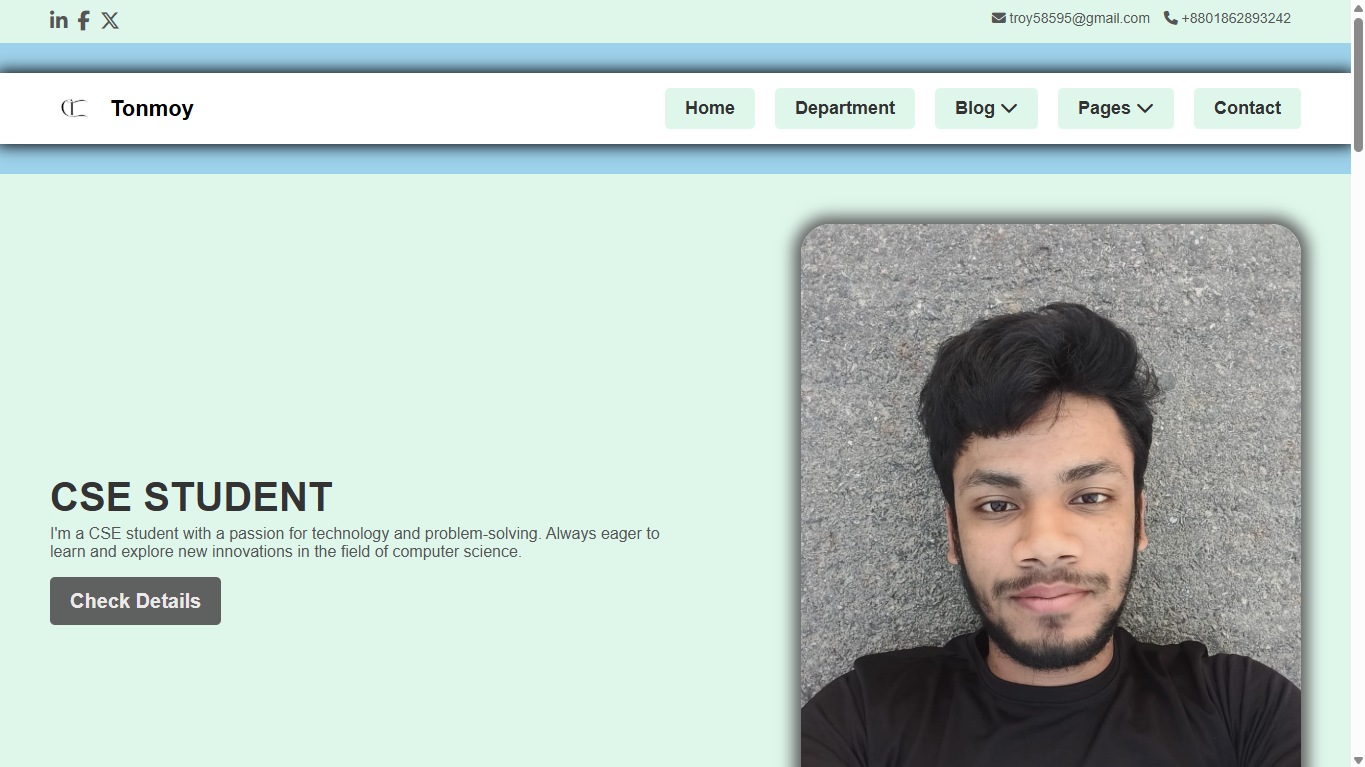 troy58595@gmail.com +8801862893242
Tonmoy Home Department Blog Pages Contact
CSE STUDENT
I'm a CSE student with a passion for technology and problem-solving. Always eager to
learn and explore new innovations in the field of computer science.
Check Details